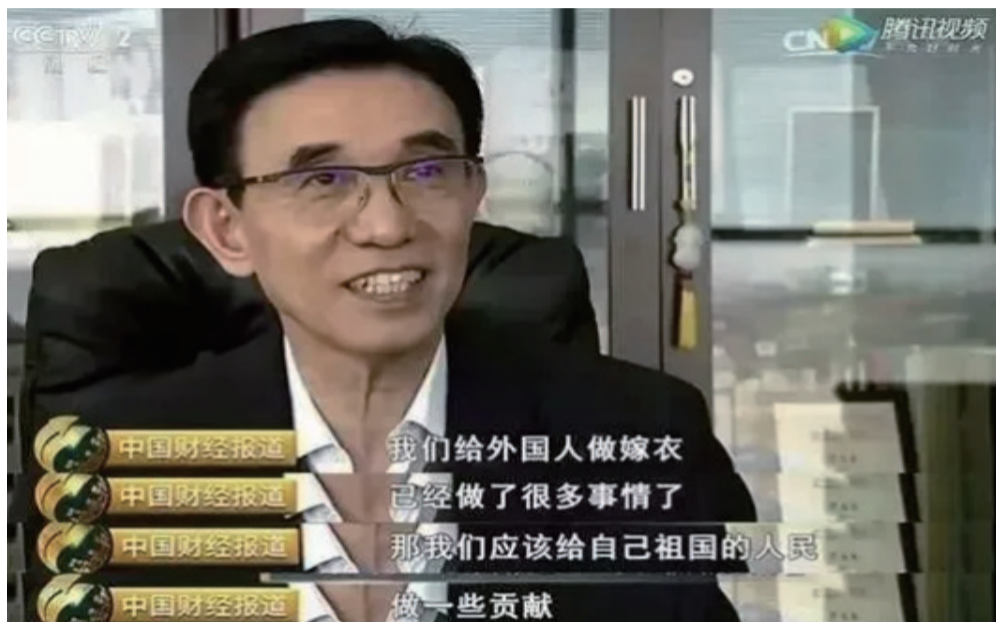 CCTV 2
财经
CN 腾讯视频
中国财经报道 我们给外国人做嫁衣
中国财经报道 已经做了很多事情了
中国财经报道 那我们应该给自己祖国的人民
中国财经报道 做一些贡献